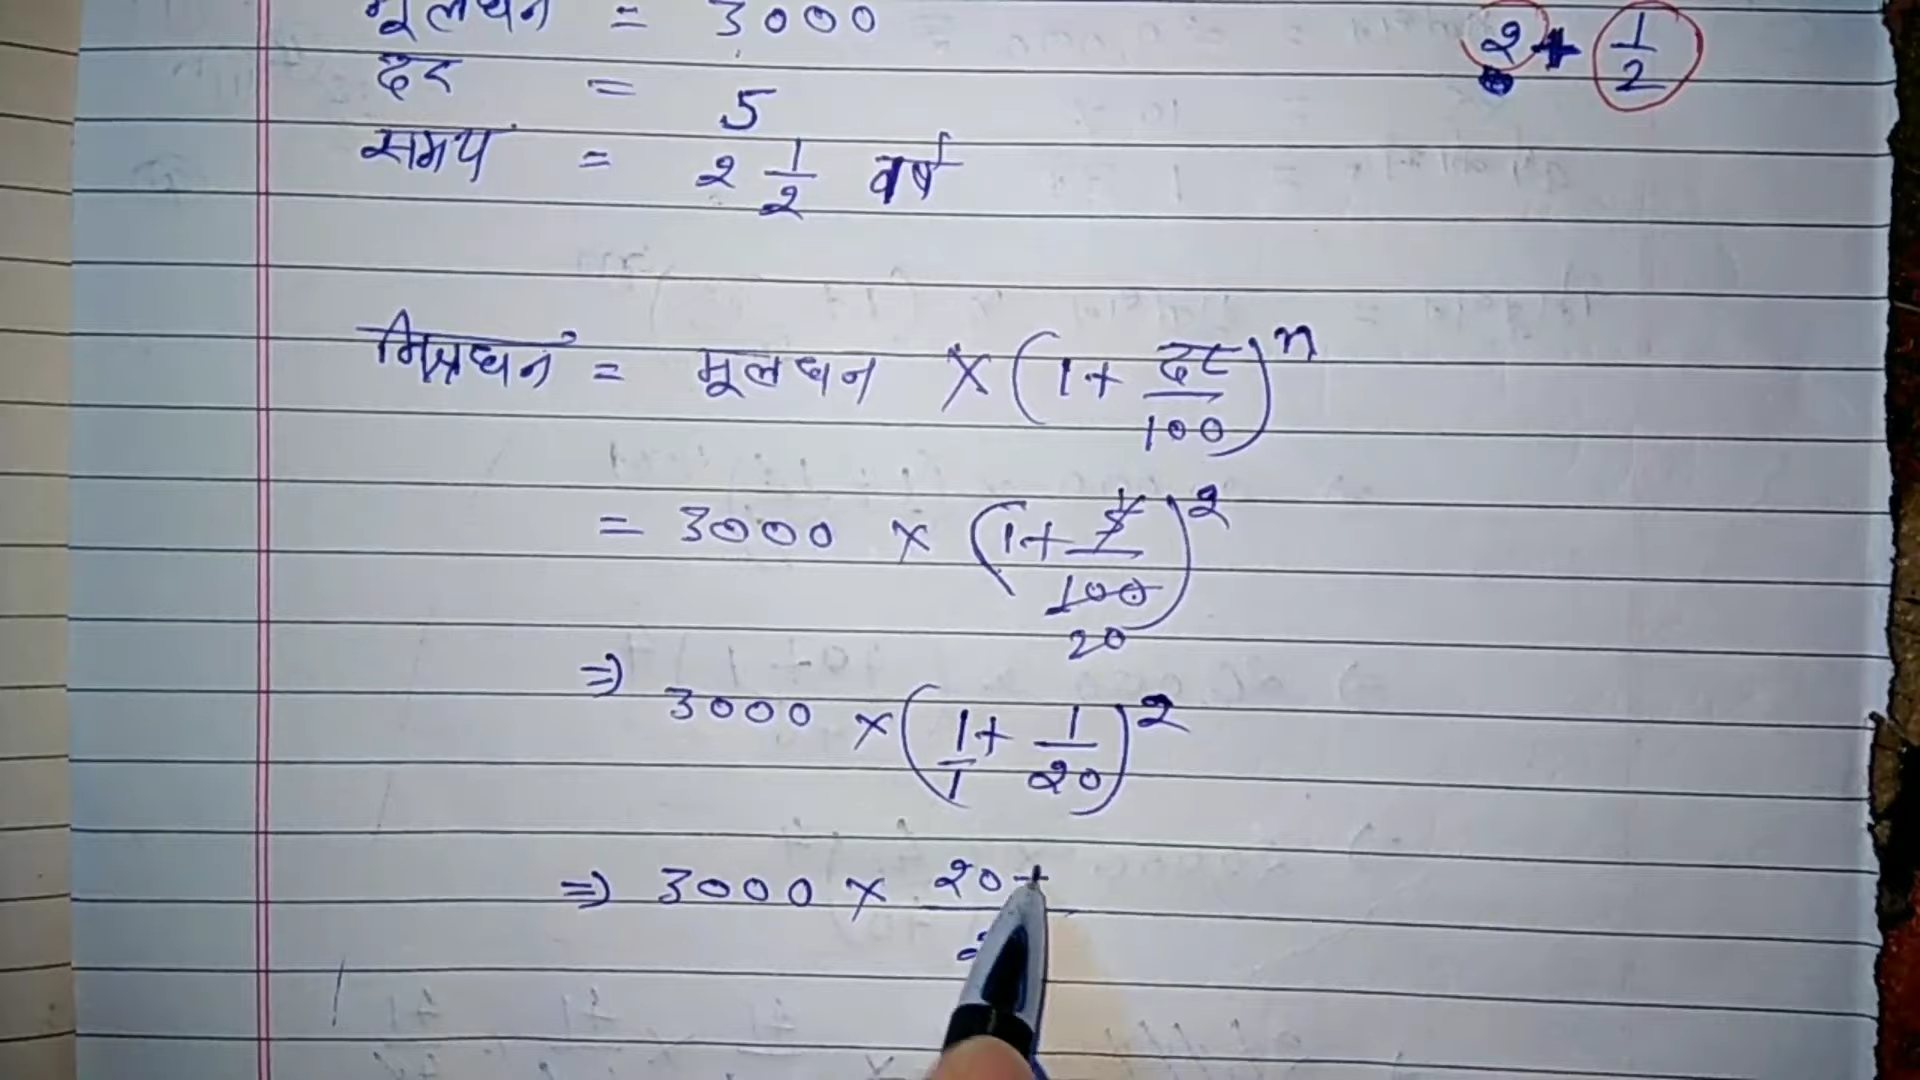 मूलधन = 3000
2 + 1/2
दर = 5
समय = 2 1/2 वर्ष
मिश्रधन = मूलधन × (1 + दर/100)^n
= 3000 × (1 + 5/100)^2
1
20
⇒ 3000 × (1/1 + 1/20)^2
⇒ 3000 × 20 +